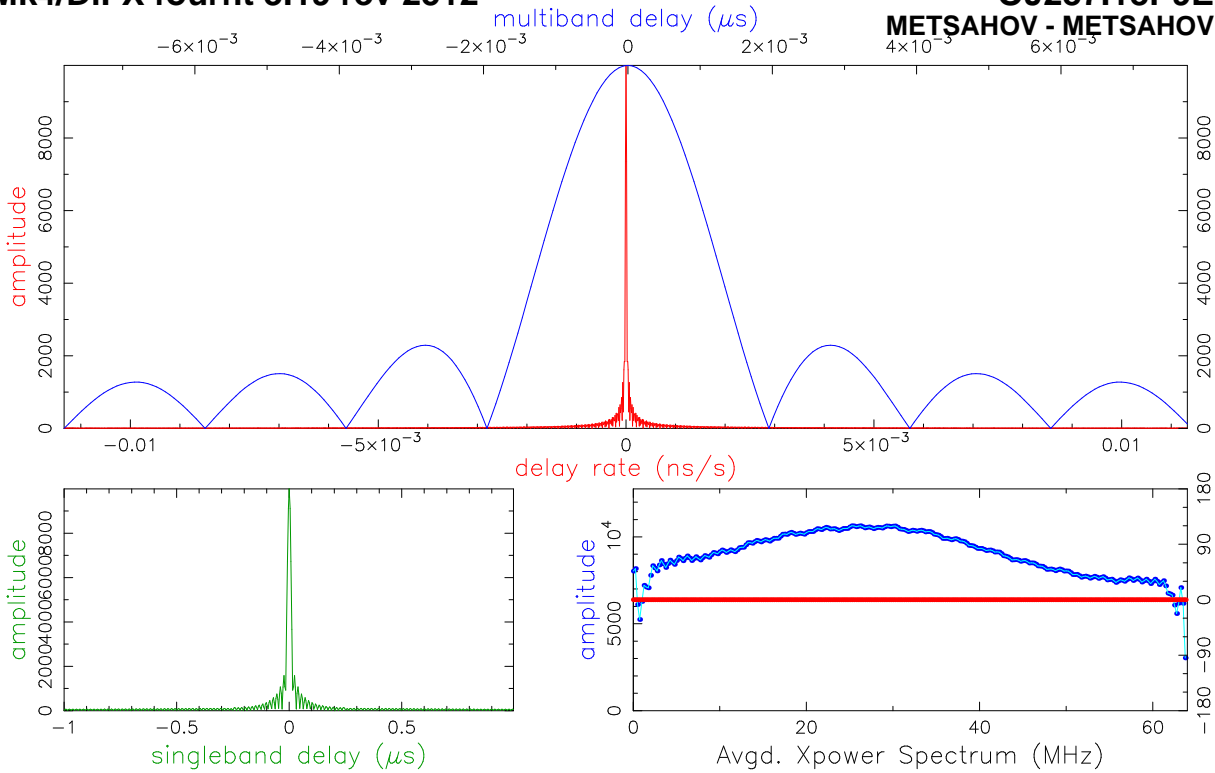 multiband delay (μs)
METSAHOV - METSAHOV
−6×10⁻³ −4×10⁻³ −2×10⁻³ 0 2×10⁻³ 4×10⁻³ 6×10⁻³
amplitude
0 2000 4000 6000 8000
0 2000 4000 6000 8000
−0.01 −5×10⁻³ 0 5×10⁻³ 0.01
delay rate (ns/s)
amplitude
0 2000 4000 6000 8000
−1 −0.5 0 0.5
singleband delay (μs)
amplitude
0 5000 10⁴
−180 −90 0 90 180
0 20 40 60
Avgd. Xpower Spectrum (MHz)